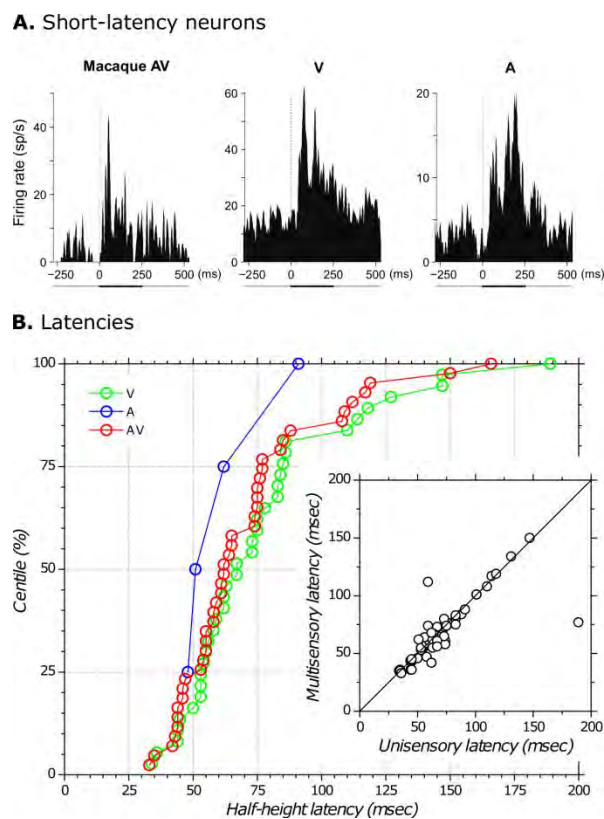 A. Short-latency neurons
Macaque AV
V
A
Firing rate (sp/s)
40
20
0
60
40
20
0
20
10
0
−250 0 250 (ms)
−250 0 250 500 (ms)
−250 0 250 500 (ms)
B. Latencies
Centile (%)
100
75
50
25
0
V
A
AV
0 25 50 75 100 125 150 175 200
Half-height latency (msec)
Multisensory latency (msec)
200
150
100
50
0
0 50 100 150 200
Unisensory latency (msec)